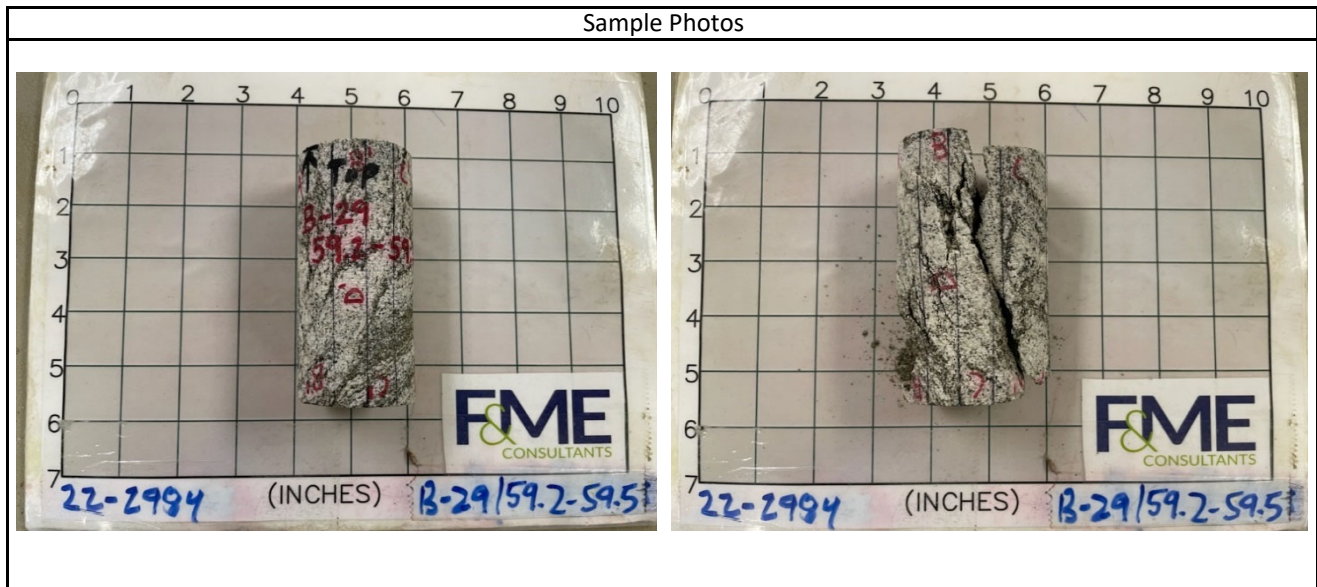 Sample Photos
0 1 2 3 4 5 6 7 8 9 10
1
2
3
4
5
6
7
Top
B-29
59.2-59
D
F&ME
CONSULTANTS
22-2984 (INCHES) B-29/59.2-59.5
0 1 2 3 4 5 6 7 8 9 10
1
2
3
4
5
6
7
B
C
D
F&ME
CONSULTANTS
22-2984 (INCHES) B-29/59.2-59.5